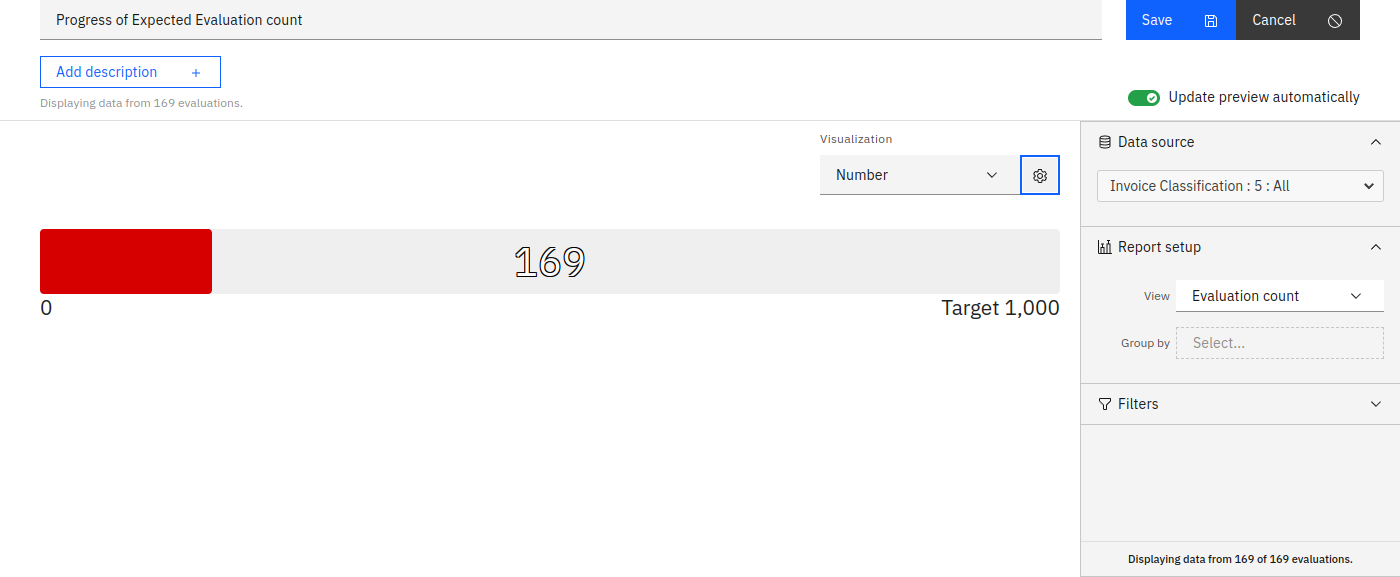 Progress of Expected Evaluation count
Save
Cancel
Add description +
Displaying data from 169 evaluations.
Update preview automatically
Visualization
Number
169
0
Target 1,000
Data source
Invoice Classification : 5 : All
Report setup
View
Evaluation count
Group by
Select...
Filters
Displaying data from 169 of 169 evaluations.